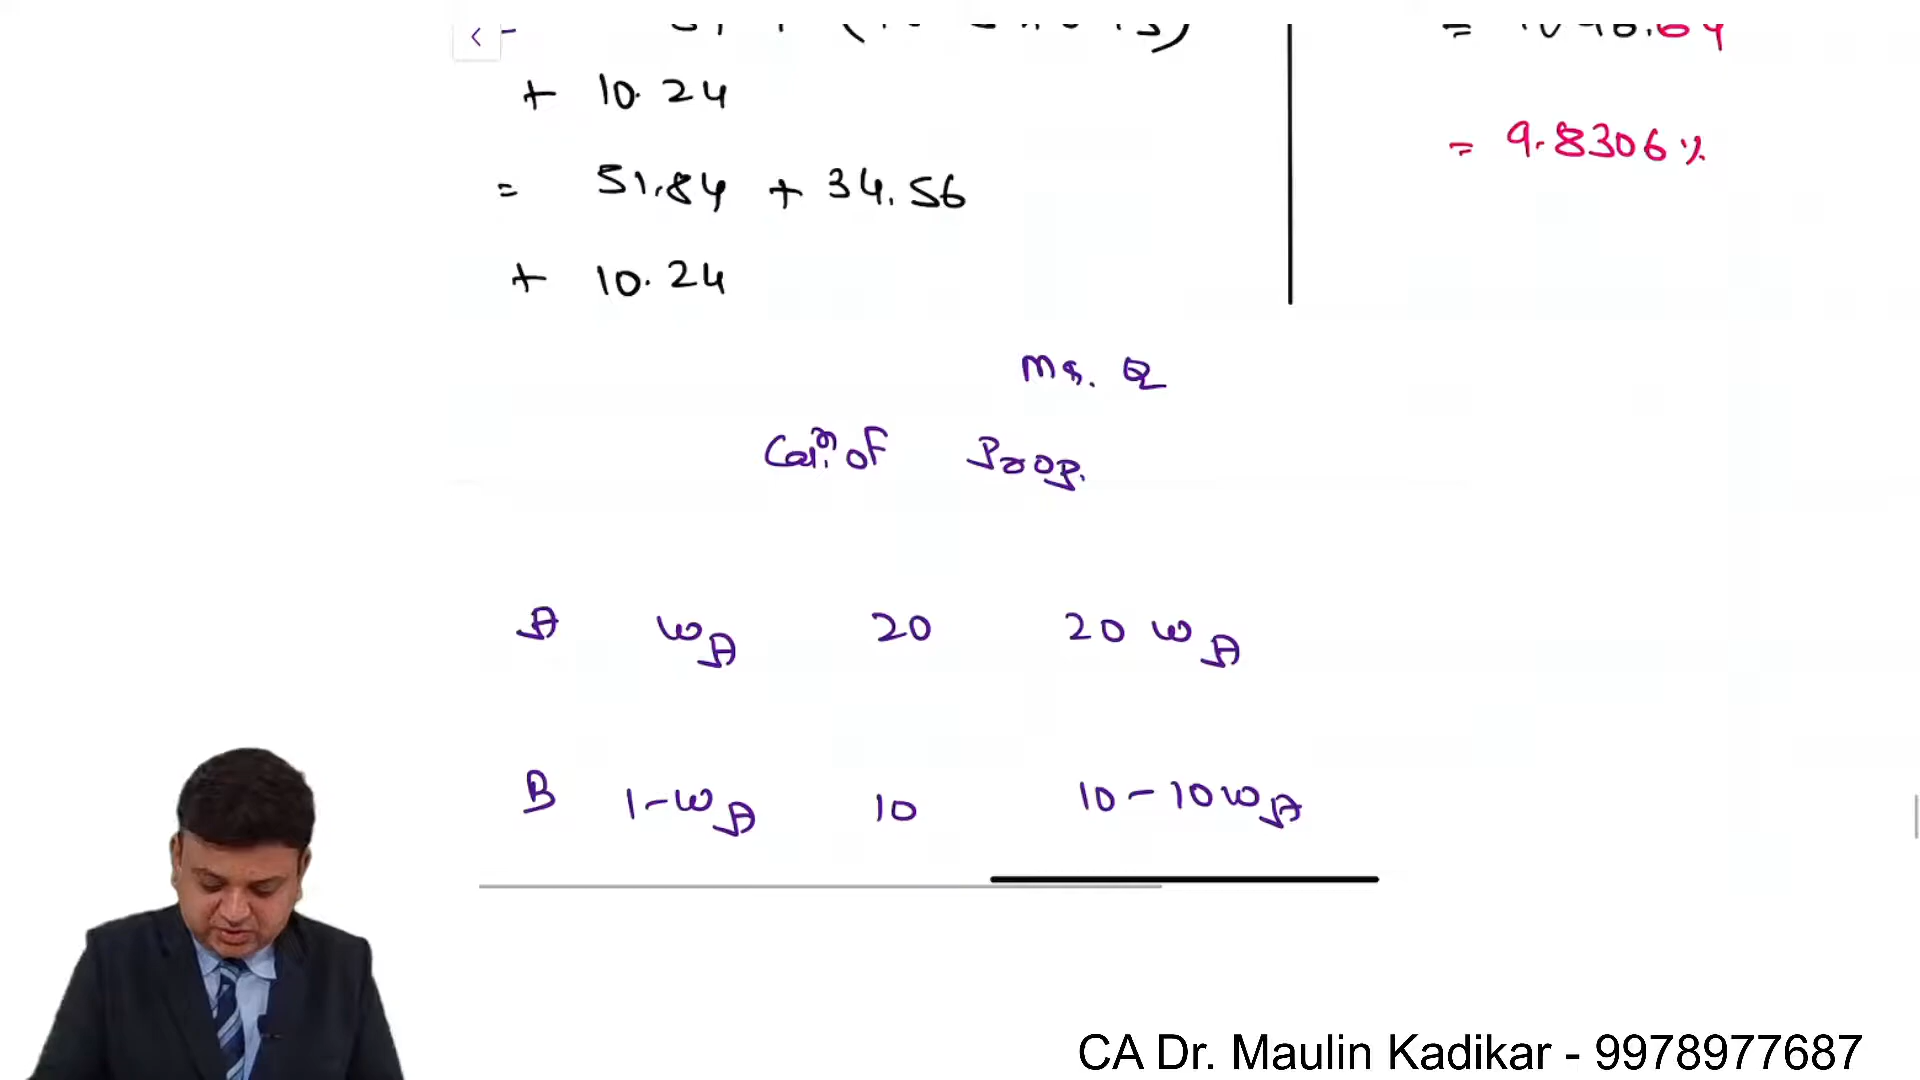 + 10.24
= 9.8306%
= 51.84 + 34.56
+ 10.24
Ms. Q
Calⁿ. of Prop.
A wA 20 20 wA
B 1-wA 10 10-10wA
CA Dr. Maulin Kadikar - 9978977687